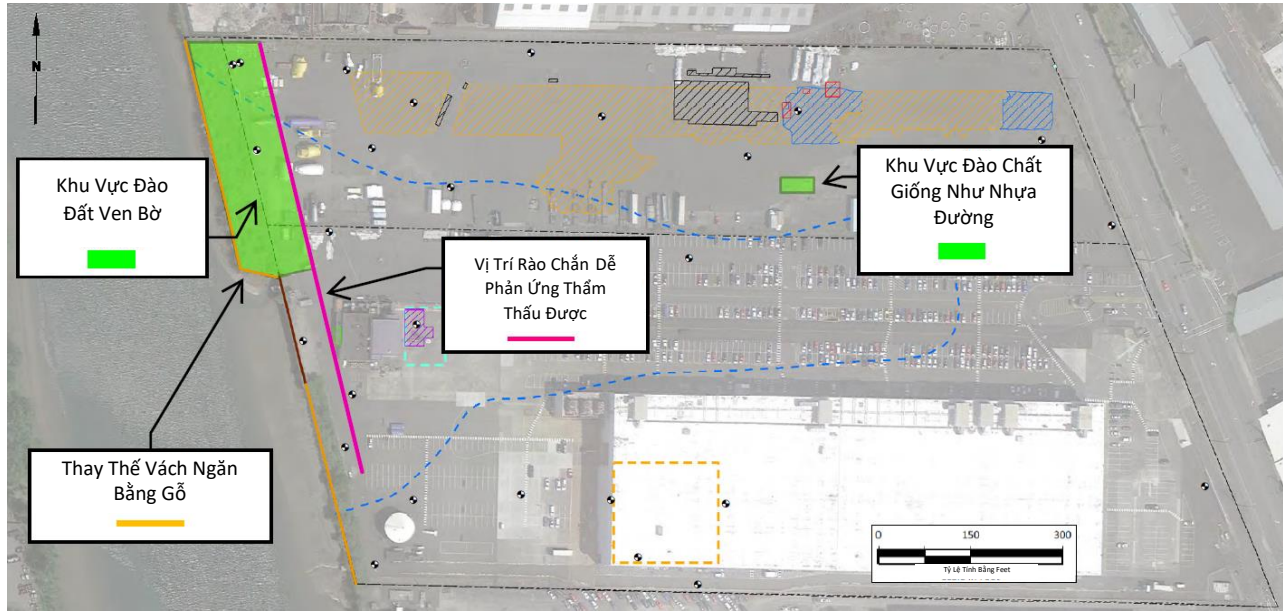 N
Khu Vực Đào
Đất Ven Bờ
Khu Vực Đào Chất
Giống Như Nhựa
Đường
Vị Trí Rào Chắn Dễ
Phản Ứng Thẩm
Thấu Được
Thay Thế Vách Ngăn
Bằng Gỗ
0 150 300
Tỷ Lệ Tính Bằng Feet